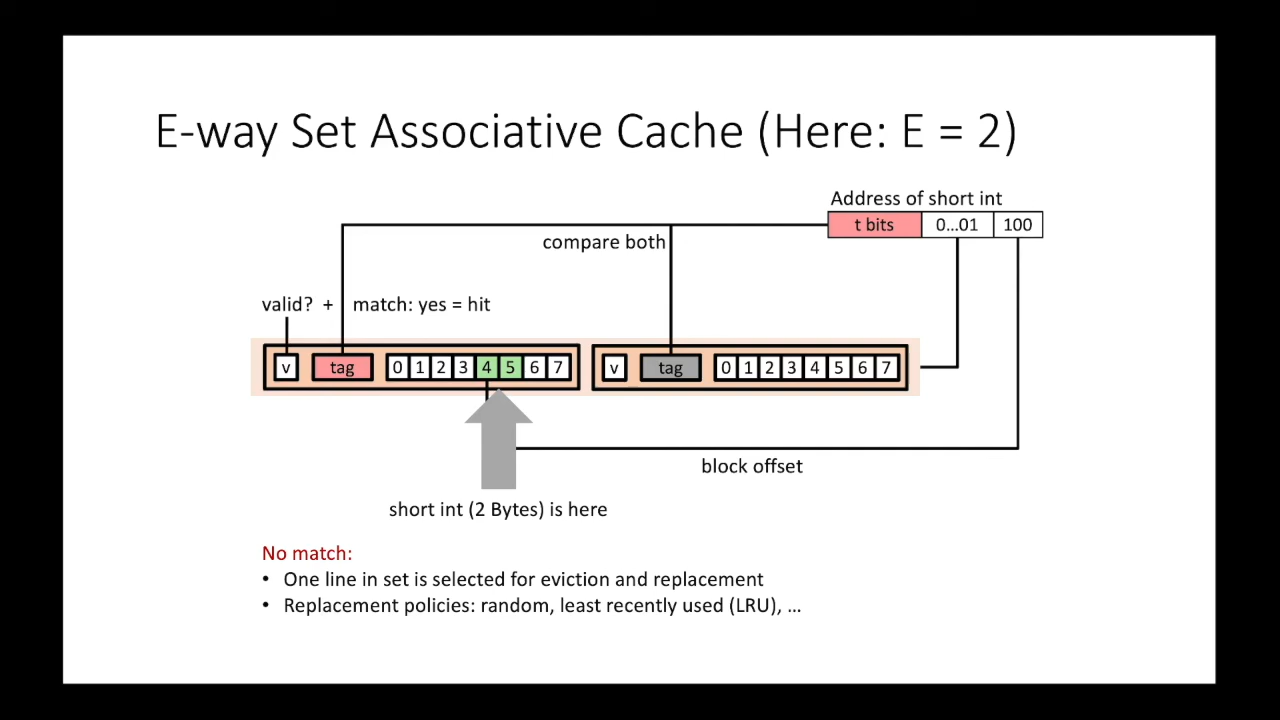 E-way Set Associative Cache (Here: E = 2)
Address of short int
t bits 0...01 100
compare both
valid? + match: yes = hit
v tag 0 1 2 3 4 5 6 7 v tag 0 1 2 3 4 5 6 7
block offset
short int (2 Bytes) is here
No match:
• One line in set is selected for eviction and replacement
• Replacement policies: random, least recently used (LRU), ...